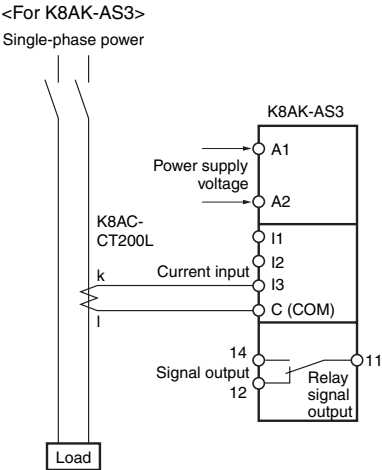 <For K8AK-AS3>
Single-phase power
K8AK-AS3
A1
Power supply
voltage
A2
K8AC-
CT200L
I1
I2
k
Current input
I3
l
C (COM)
14
11
Signal output
12
Relay
signal
output
Load